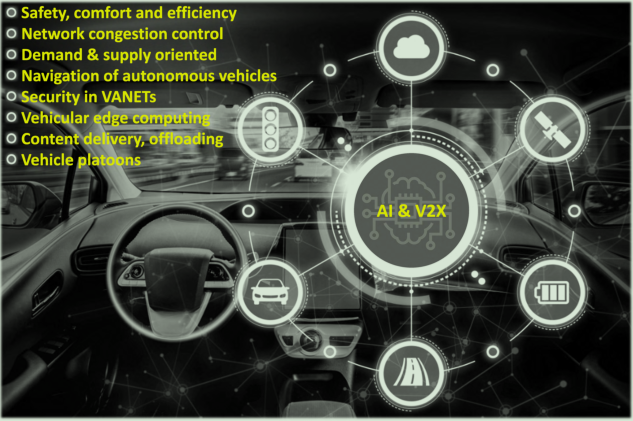 Safety, comfort and efficiency
Network congestion control
Demand & supply oriented
Navigation of autonomous vehicles
Security in VANETs
Vehicular edge computing
Content delivery, offloading
Vehicle platoons
AI & V2X